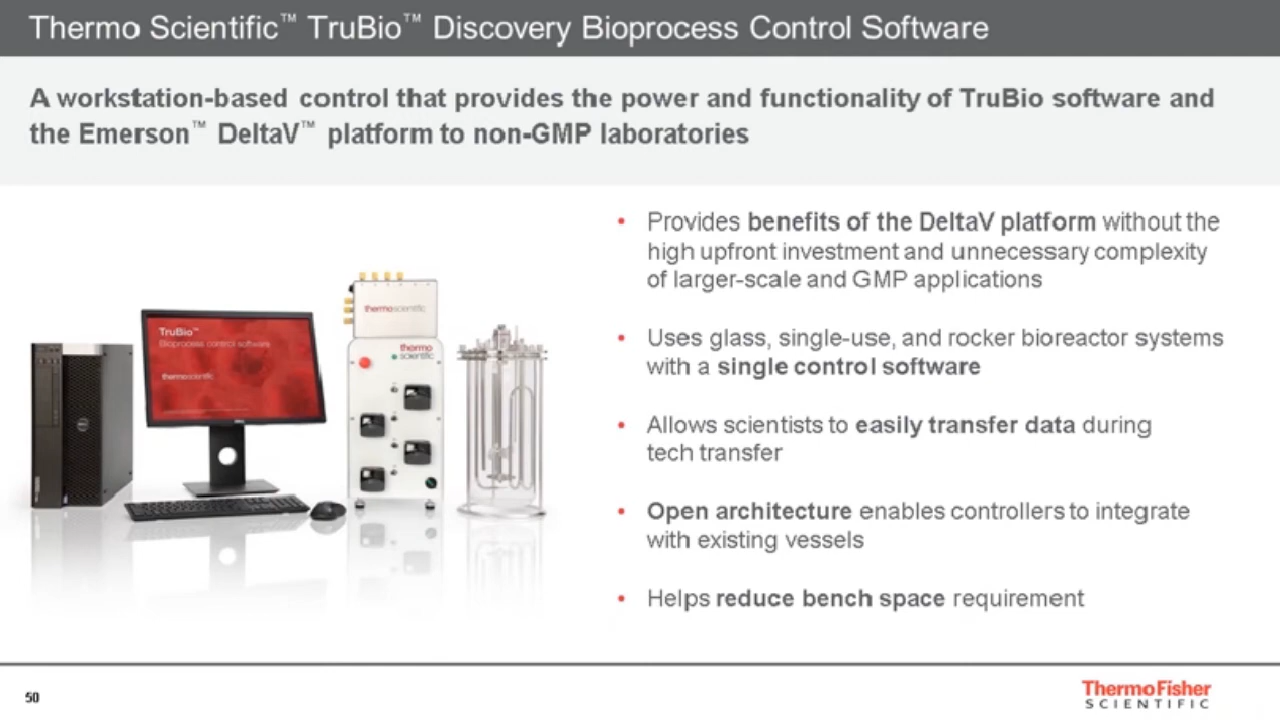 Thermo Scientific™ TruBio™ Discovery Bioprocess Control Software
A workstation-based control that provides the power and functionality of TruBio software and
the Emerson™ DeltaV™ platform to non-GMP laboratories
• Provides benefits of the DeltaV platform without the
high upfront investment and unnecessary complexity
of larger-scale and GMP applications
• Uses glass, single-use, and rocker bioreactor systems
with a single control software
• Allows scientists to easily transfer data during
tech transfer
• Open architecture enables controllers to integrate
with existing vessels
• Helps reduce bench space requirement
TruBio™
Bioprocess control software
thermoscientific
thermoscientific
thermo
scientific
DELL
50
ThermoFisher
SCIENTIFIC